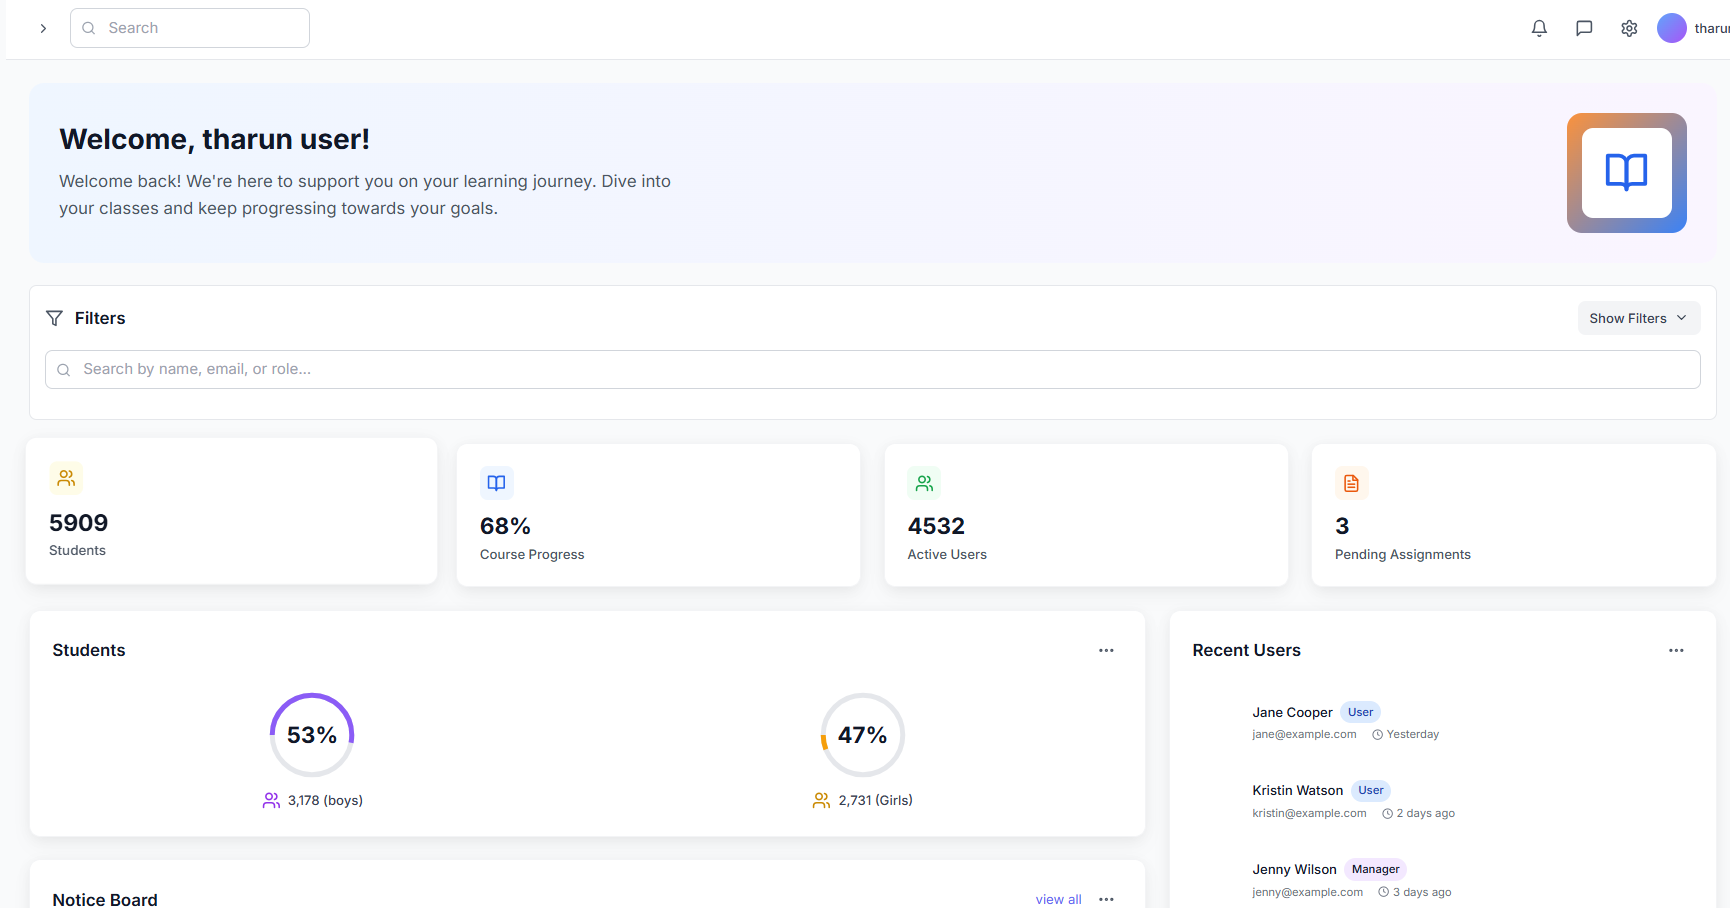 Search
tharun
Welcome, tharun user!
Welcome back! We're here to support you on your learning journey. Dive into
your classes and keep progressing towards your goals.
Filters
Show Filters
Search by name, email, or role...
5909
Students
68%
Course Progress
4532
Active Users
3
Pending Assignments
Students
53%
3,178 (boys)
47%
2,731 (Girls)
Recent Users
Jane Cooper User
jane@example.com Yesterday
Kristin Watson User
kristin@example.com 2 days ago
Jenny Wilson Manager
jenny@example.com 3 days ago
Notice Board
view all